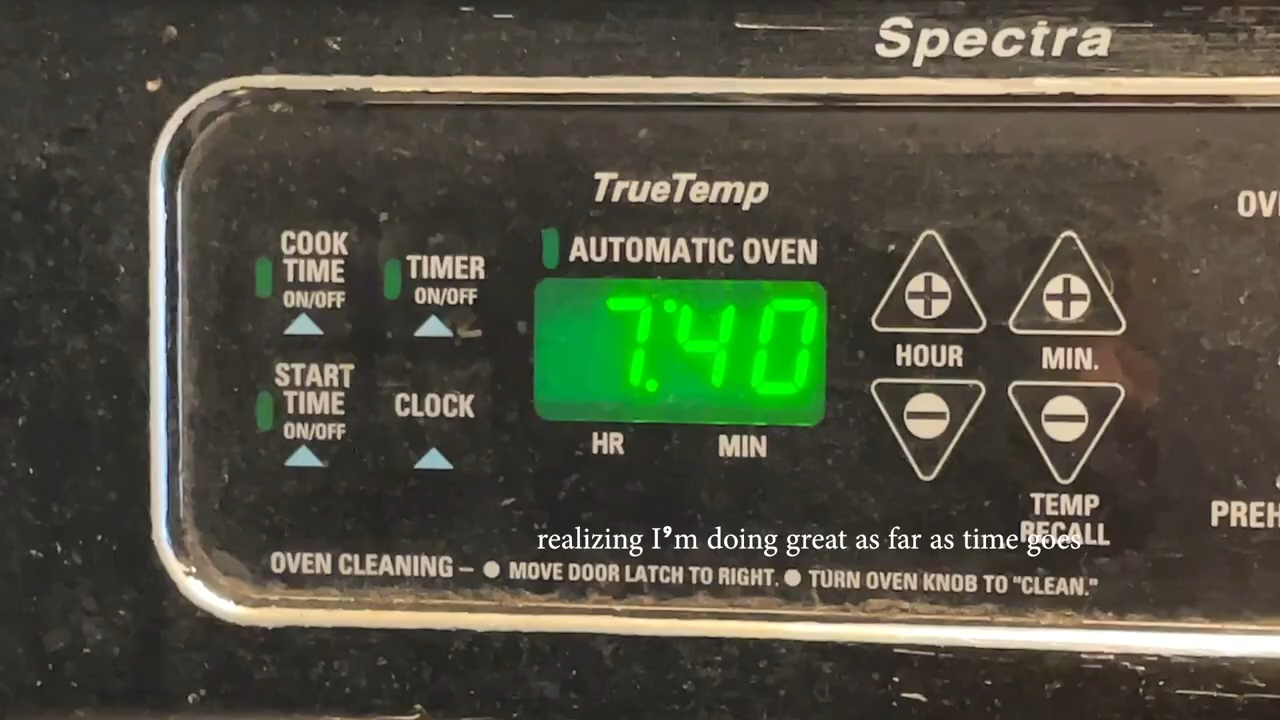 Spectra
TrueTemp
AUTOMATIC OVEN
COOK
TIME
ON/OFF
TIMER
ON/OFF
7:40
HR MIN
START
TIME
ON/OFF
CLOCK
HOUR
MIN.
TEMP
RECALL
realizing I'm doing great as far as time goes
OVEN CLEANING – ● MOVE DOOR LATCH TO RIGHT. ● TURN OVEN KNOB TO "CLEAN."